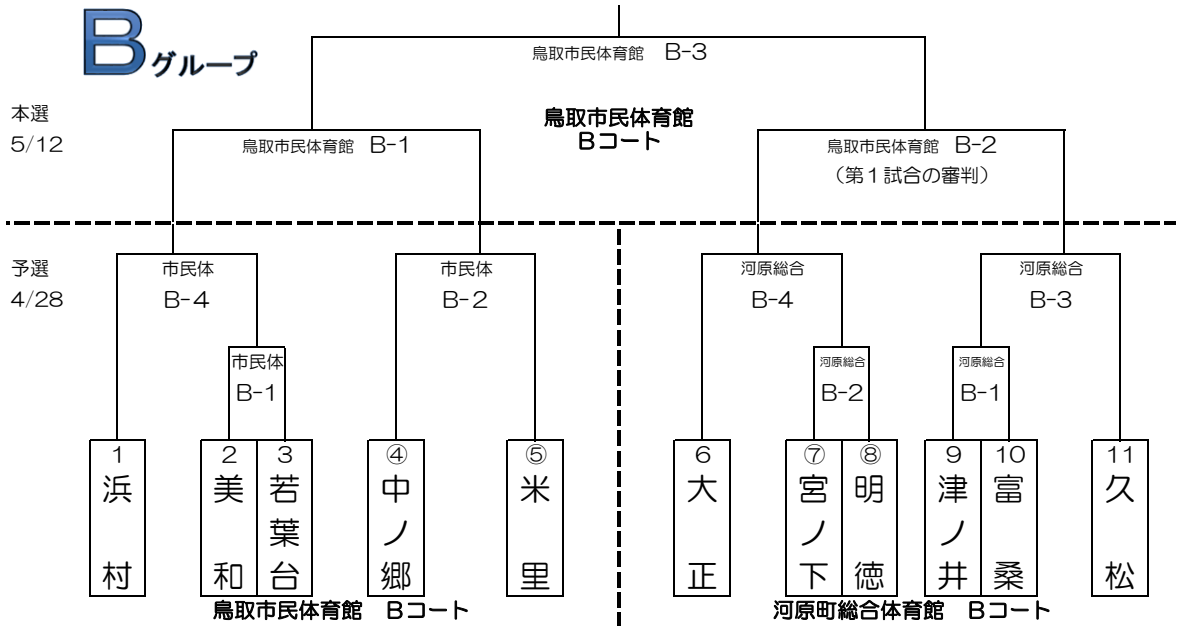 Bグループ
鳥取市民体育館 B-3
本選
5/12
鳥取市民体育館
Bコート
鳥取市民体育館 B-1
鳥取市民体育館 B-2
（第１試合の審判）
予選
4/28
市民体
B-4
市民体
B-2
河原総合
B-4
河原総合
B-3
市民体
B-1
河原総合
B-2
河原総合
B-1
1
浜村
2
美和
3
若葉台
④
中ノ郷
⑤
米里
6
大正
⑦
宮ノ下
⑧
明徳
9
津ノ井
10
富桑
11
久松
鳥取市民体育館 Bコート
河原町総合体育館 Bコート